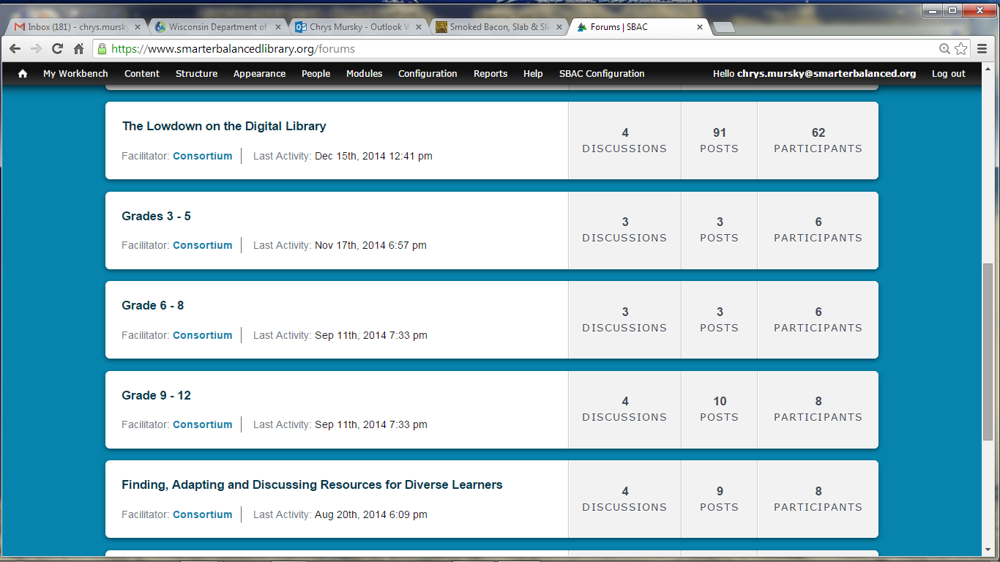 Inbox (181) - chrys.mursk
Wisconsin Department of
Chrys Mursky - Outlook W
Smoked Bacon, Slab & Sli
Forums | SBAC
https://www.smarterbalancedlibrary.org/forums
My Workbench Content Structure Appearance People Modules Configuration Reports Help SBAC Configuration Hello chrys.mursky@smarterbalanced.org Log out
The Lowdown on the Digital Library
Facilitator: Consortium Last Activity: Dec 15th, 2014 12:41 pm
4 91 62
DISCUSSIONS POSTS PARTICIPANTS
Grades 3 - 5
Facilitator: Consortium Last Activity: Nov 17th, 2014 6:57 pm
3 3 6
DISCUSSIONS POSTS PARTICIPANTS
Grade 6 - 8
Facilitator: Consortium Last Activity: Sep 11th, 2014 7:33 pm
3 3 6
DISCUSSIONS POSTS PARTICIPANTS
Grade 9 - 12
Facilitator: Consortium Last Activity: Sep 11th, 2014 7:33 pm
4 10 8
DISCUSSIONS POSTS PARTICIPANTS
Finding, Adapting and Discussing Resources for Diverse Learners
Facilitator: Consortium Last Activity: Aug 20th, 2014 6:09 pm
4 9 8
DISCUSSIONS POSTS PARTICIPANTS